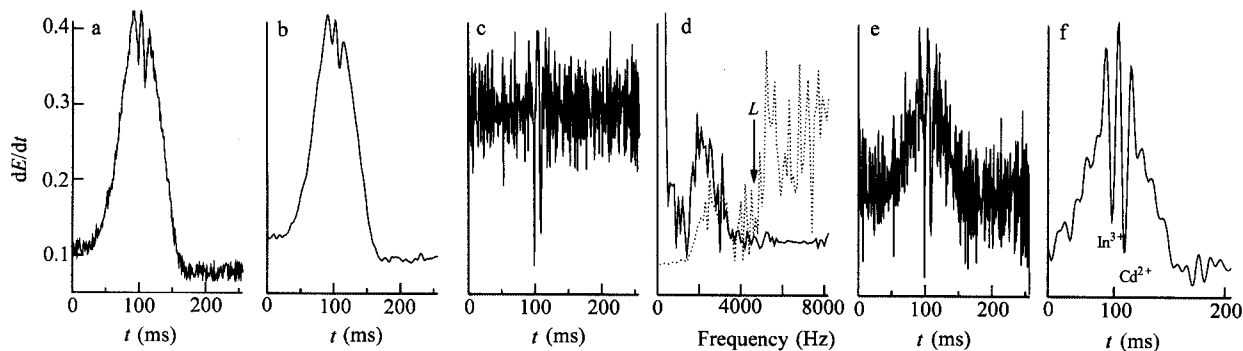 a
b
c
d
e
f
0.4
0.3
0.2
0.1
dE/dt
L
In³⁺
Cd²⁺
0 100 200
0 100 200
0 100 200
0 4000 8000
0 100 200
0 100 200
t (ms)
t (ms)
t (ms)
Frequency (Hz)
t (ms)
t (ms)